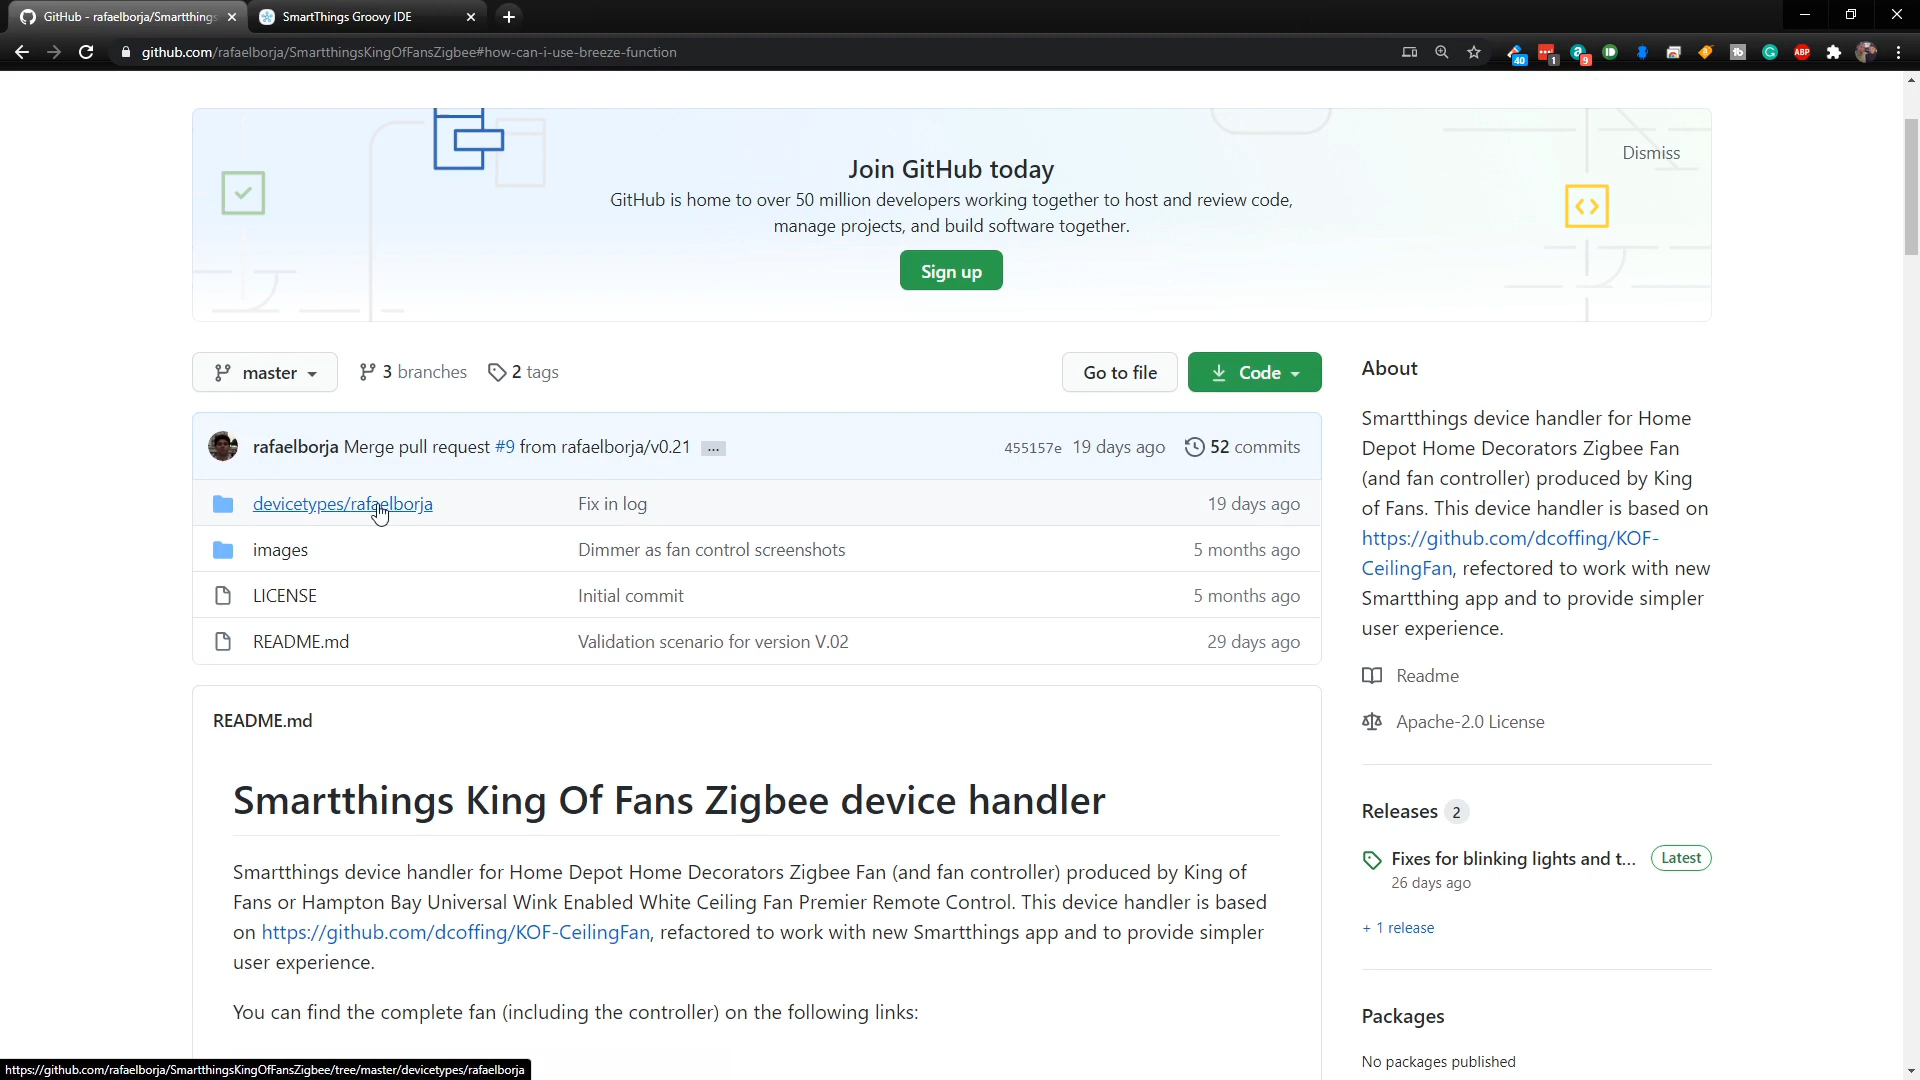 GitHub - rafaelborja/Smartthings
SmartThings Groovy IDE
github.com/rafaelborja/SmartthingsKingOfFansZigbee#how-can-i-use-breeze-function
40
1
9
tb
G
ABP
Join GitHub today
Dismiss
GitHub is home to over 50 million developers working together to host and review code,
manage projects, and build software together.
Sign up
master
3 branches
2 tags
Go to file
Code
About
Smartthings device handler for Home
Depot Home Decorators Zigbee Fan
(and fan controller) produced by King
of Fans. This device handler is based on
https://github.com/dcoffing/KOF-
CeilingFan, refectored to work with new
Smartthing app and to provide simpler
user experience.
rafaelborja Merge pull request #9 from rafaelborja/v0.21 ...
455157e 19 days ago 52 commits
devicetypes/rafaelborja Fix in log 19 days ago
images Dimmer as fan control screenshots 5 months ago
LICENSE Initial commit 5 months ago
README.md Validation scenario for version V.02 29 days ago
Readme
Apache-2.0 License
README.md
Smartthings King Of Fans Zigbee device handler
Smartthings device handler for Home Depot Home Decorators Zigbee Fan (and fan controller) produced by King of
Fans or Hampton Bay Universal Wink Enabled White Ceiling Fan Premier Remote Control. This device handler is based
on https://github.com/dcoffing/KOF-CeilingFan, refactored to work with new Smartthings app and to provide simpler
user experience.
You can find the complete fan (including the controller) on the following links:
Releases 2
Fixes for blinking lights and t... Latest
26 days ago
+ 1 release
Packages
No packages published
https://github.com/rafaelborja/SmartthingsKingOfFansZigbee/tree/master/devicetypes/rafaelborja